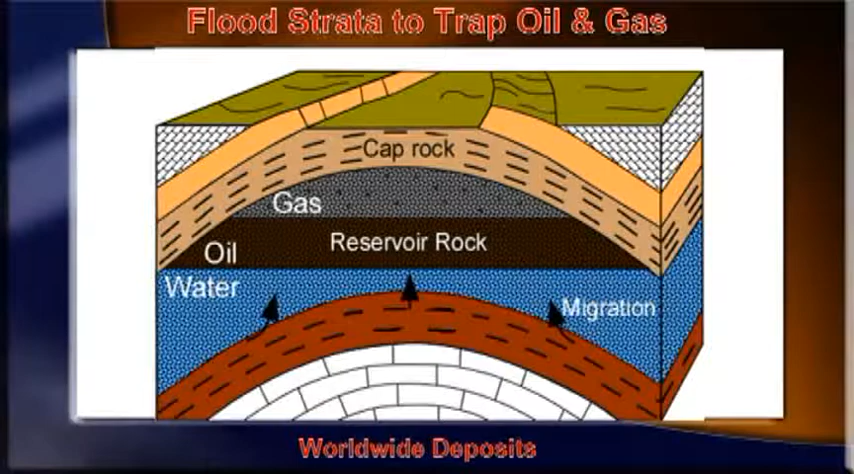 Flood Strata to Trap Oil & Gas
Cap rock
Gas
Reservoir Rock
Oil
Water
Migration
Worldwide Deposits